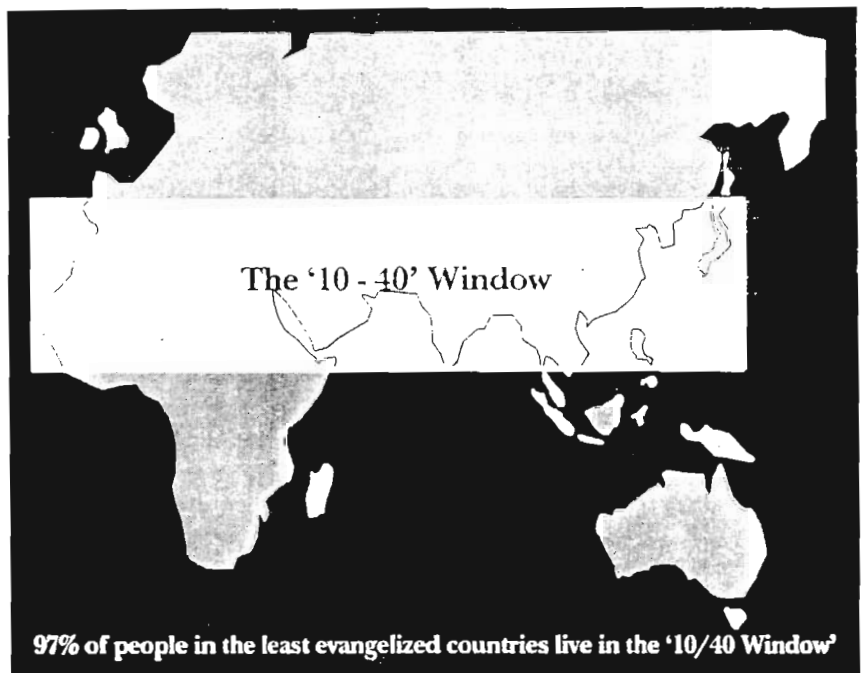 The ‘10 - 40’ Window
97% of people in the least evangelized countries live in the ‘10/40 Window’